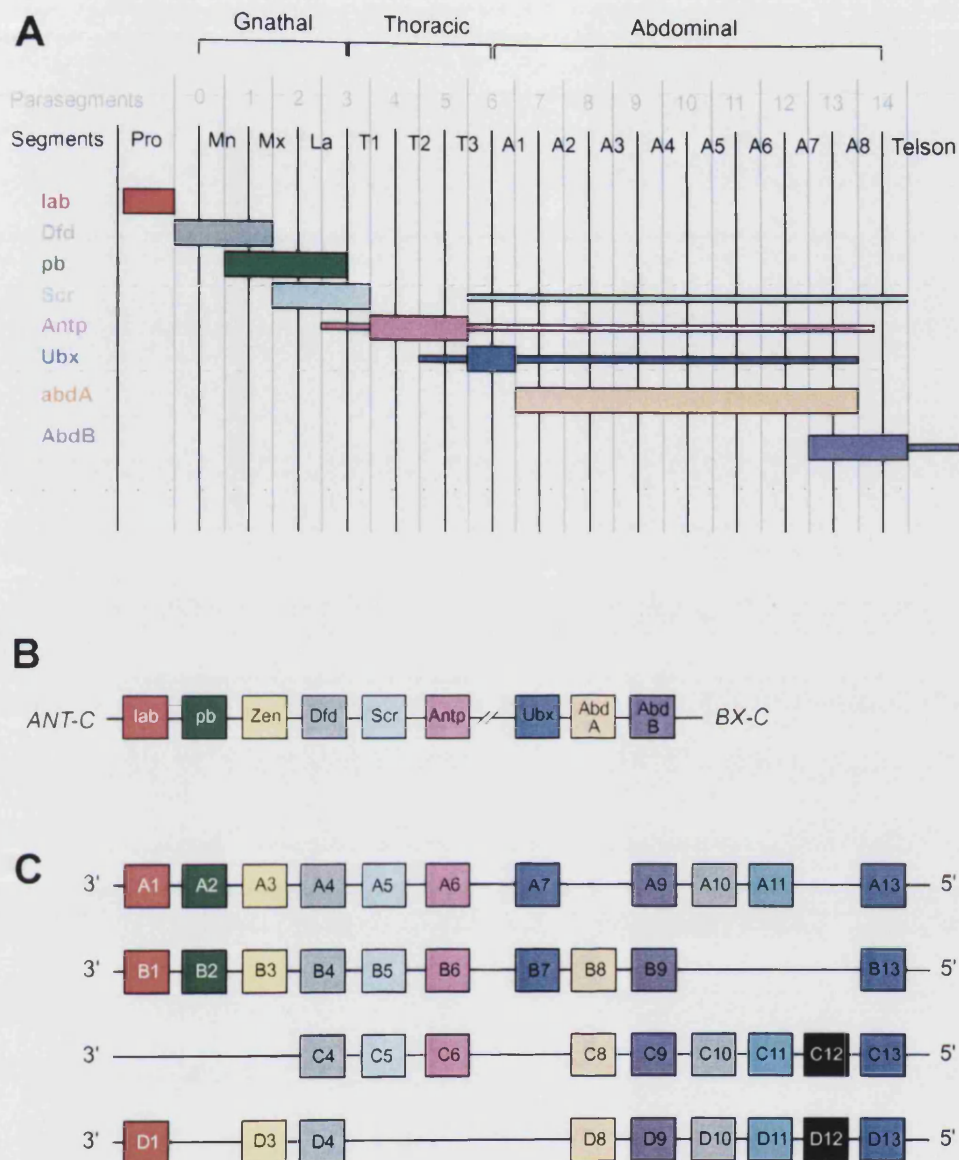 A
Gnathal Thoracic Abdominal
Parasegments 0 1 2 3 4 5 6 7 8 9 10 11 12 13 14
Segments Pro Mn Mx La T1 T2 T3 A1 A2 A3 A4 A5 A6 A7 A8 Telson
lab
Dfd
pb
Scr
Antp
Ubx
abdA
AbdB
B
ANT-C lab pb Zen Dfd Scr Antp // Ubx Abd A Abd B BX-C
C
3' A1 A2 A3 A4 A5 A6 A7 A9 A10 A11 A13 5'
3' B1 B2 B3 B4 B5 B6 B7 B8 B9 B13 5'
3' C4 C5 C6 C8 C9 C10 C11 C12 C13 5'
3' D1 D3 D4 D8 D9 D10 D11 D12 D13 5'